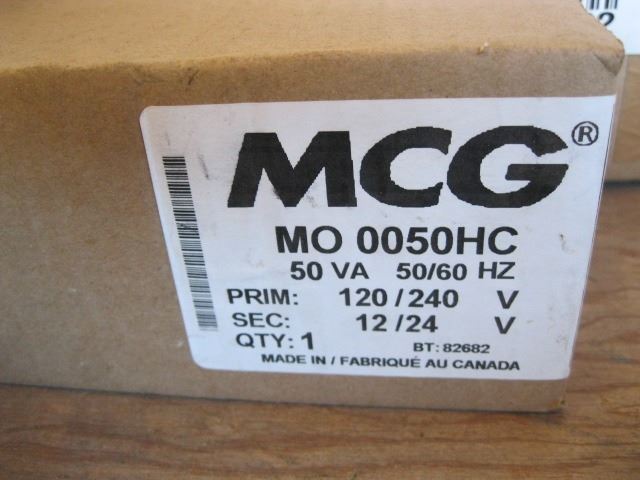 MCG®
MO 0050HC
50 VA 50/60 HZ
PRIM: 120/240 V
SEC: 12/24 V
QTY: 1 BT: 82682
MADE IN / FABRIQUÉ AU CANADA
2